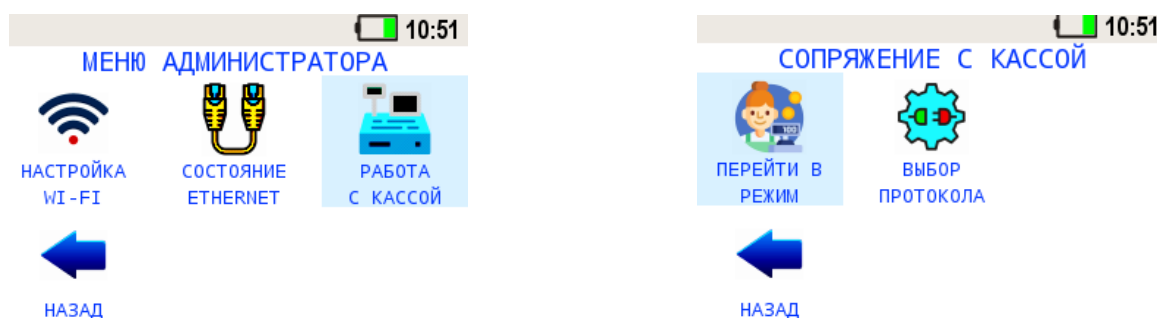 10:51
МЕНЮ АДМИНИСТРАТОРА
НАСТРОЙКА
WI-FI
СОСТОЯНИЕ
ETHERNET
РАБОТА
С КАССОЙ
НАЗАД
10:51
СОПРЯЖЕНИЕ С КАССОЙ
100
ПЕРЕЙТИ В
РЕЖИМ
ВЫБОР
ПРОТОКОЛА
НАЗАД